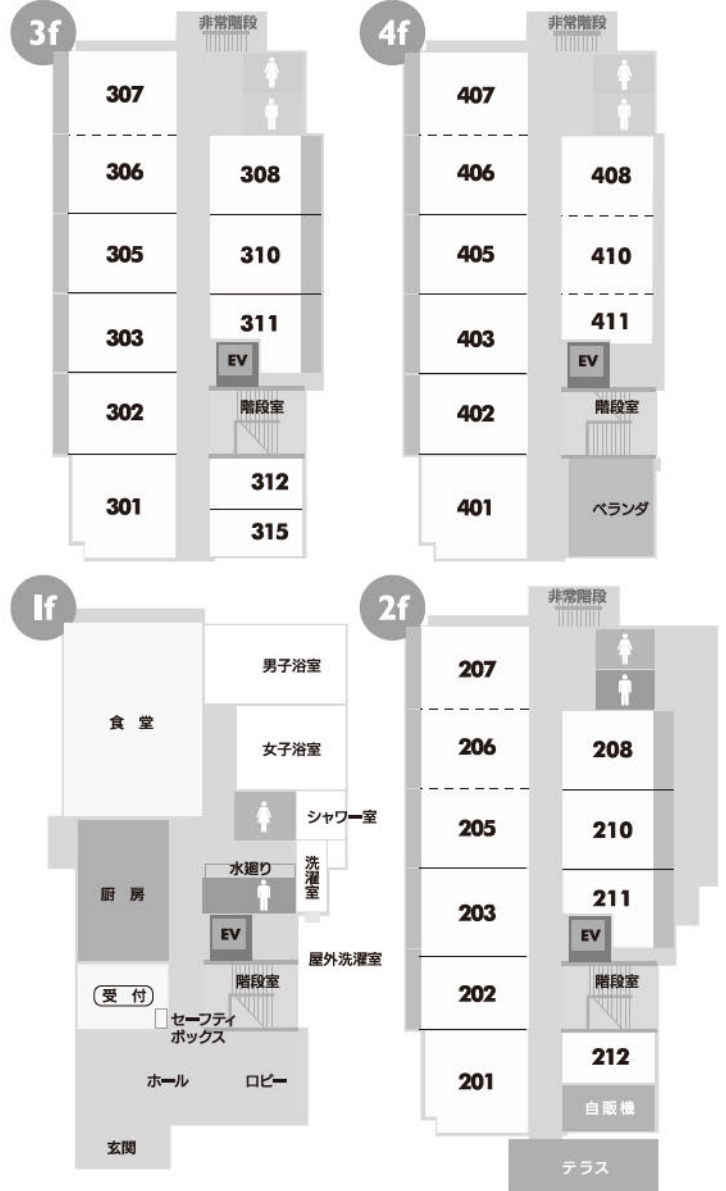 3f
非常階段
307
306
308
305
310
303
311
EV
302
階段室
301
312
315
4f
非常階段
407
406
408
405
410
403
411
EV
402
階段室
401
ベランダ
1f
男子浴室
食 堂
女子浴室
シャワー室
水廻り
洗濯室
厨 房
EV
屋外洗濯室
階段室
受 付
セーフティ
ボックス
ホール
ロビー
玄関
2f
非常階段
207
206
208
205
210
203
211
EV
202
階段室
201
212
自販機
テラス